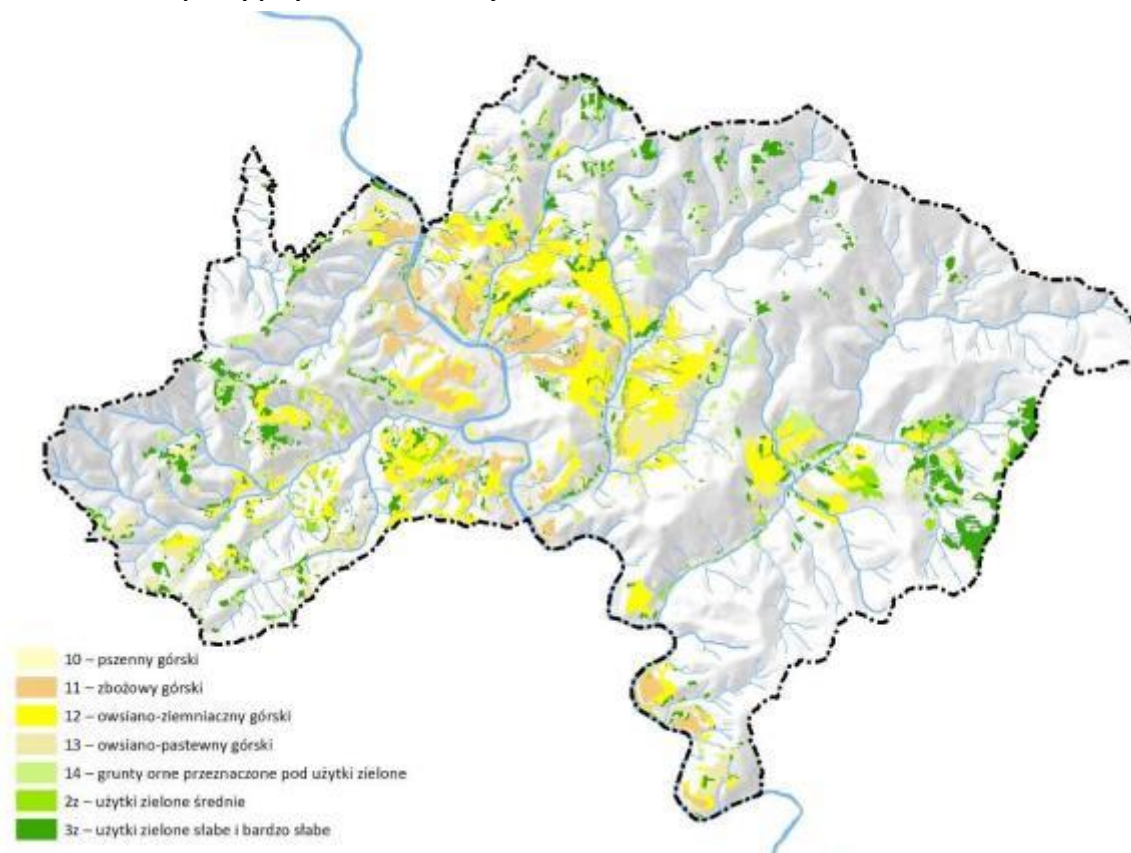 10 – pszenny górski
11 – zbożowy górski
12 – owsiano-ziemniaczny górski
13 – owsiano-pastewny górski
14 – grunty orne przeznaczone pod użytki zielone
2z – użytki zielone średnie
3z – użytki zielone słabe i bardzo słabe